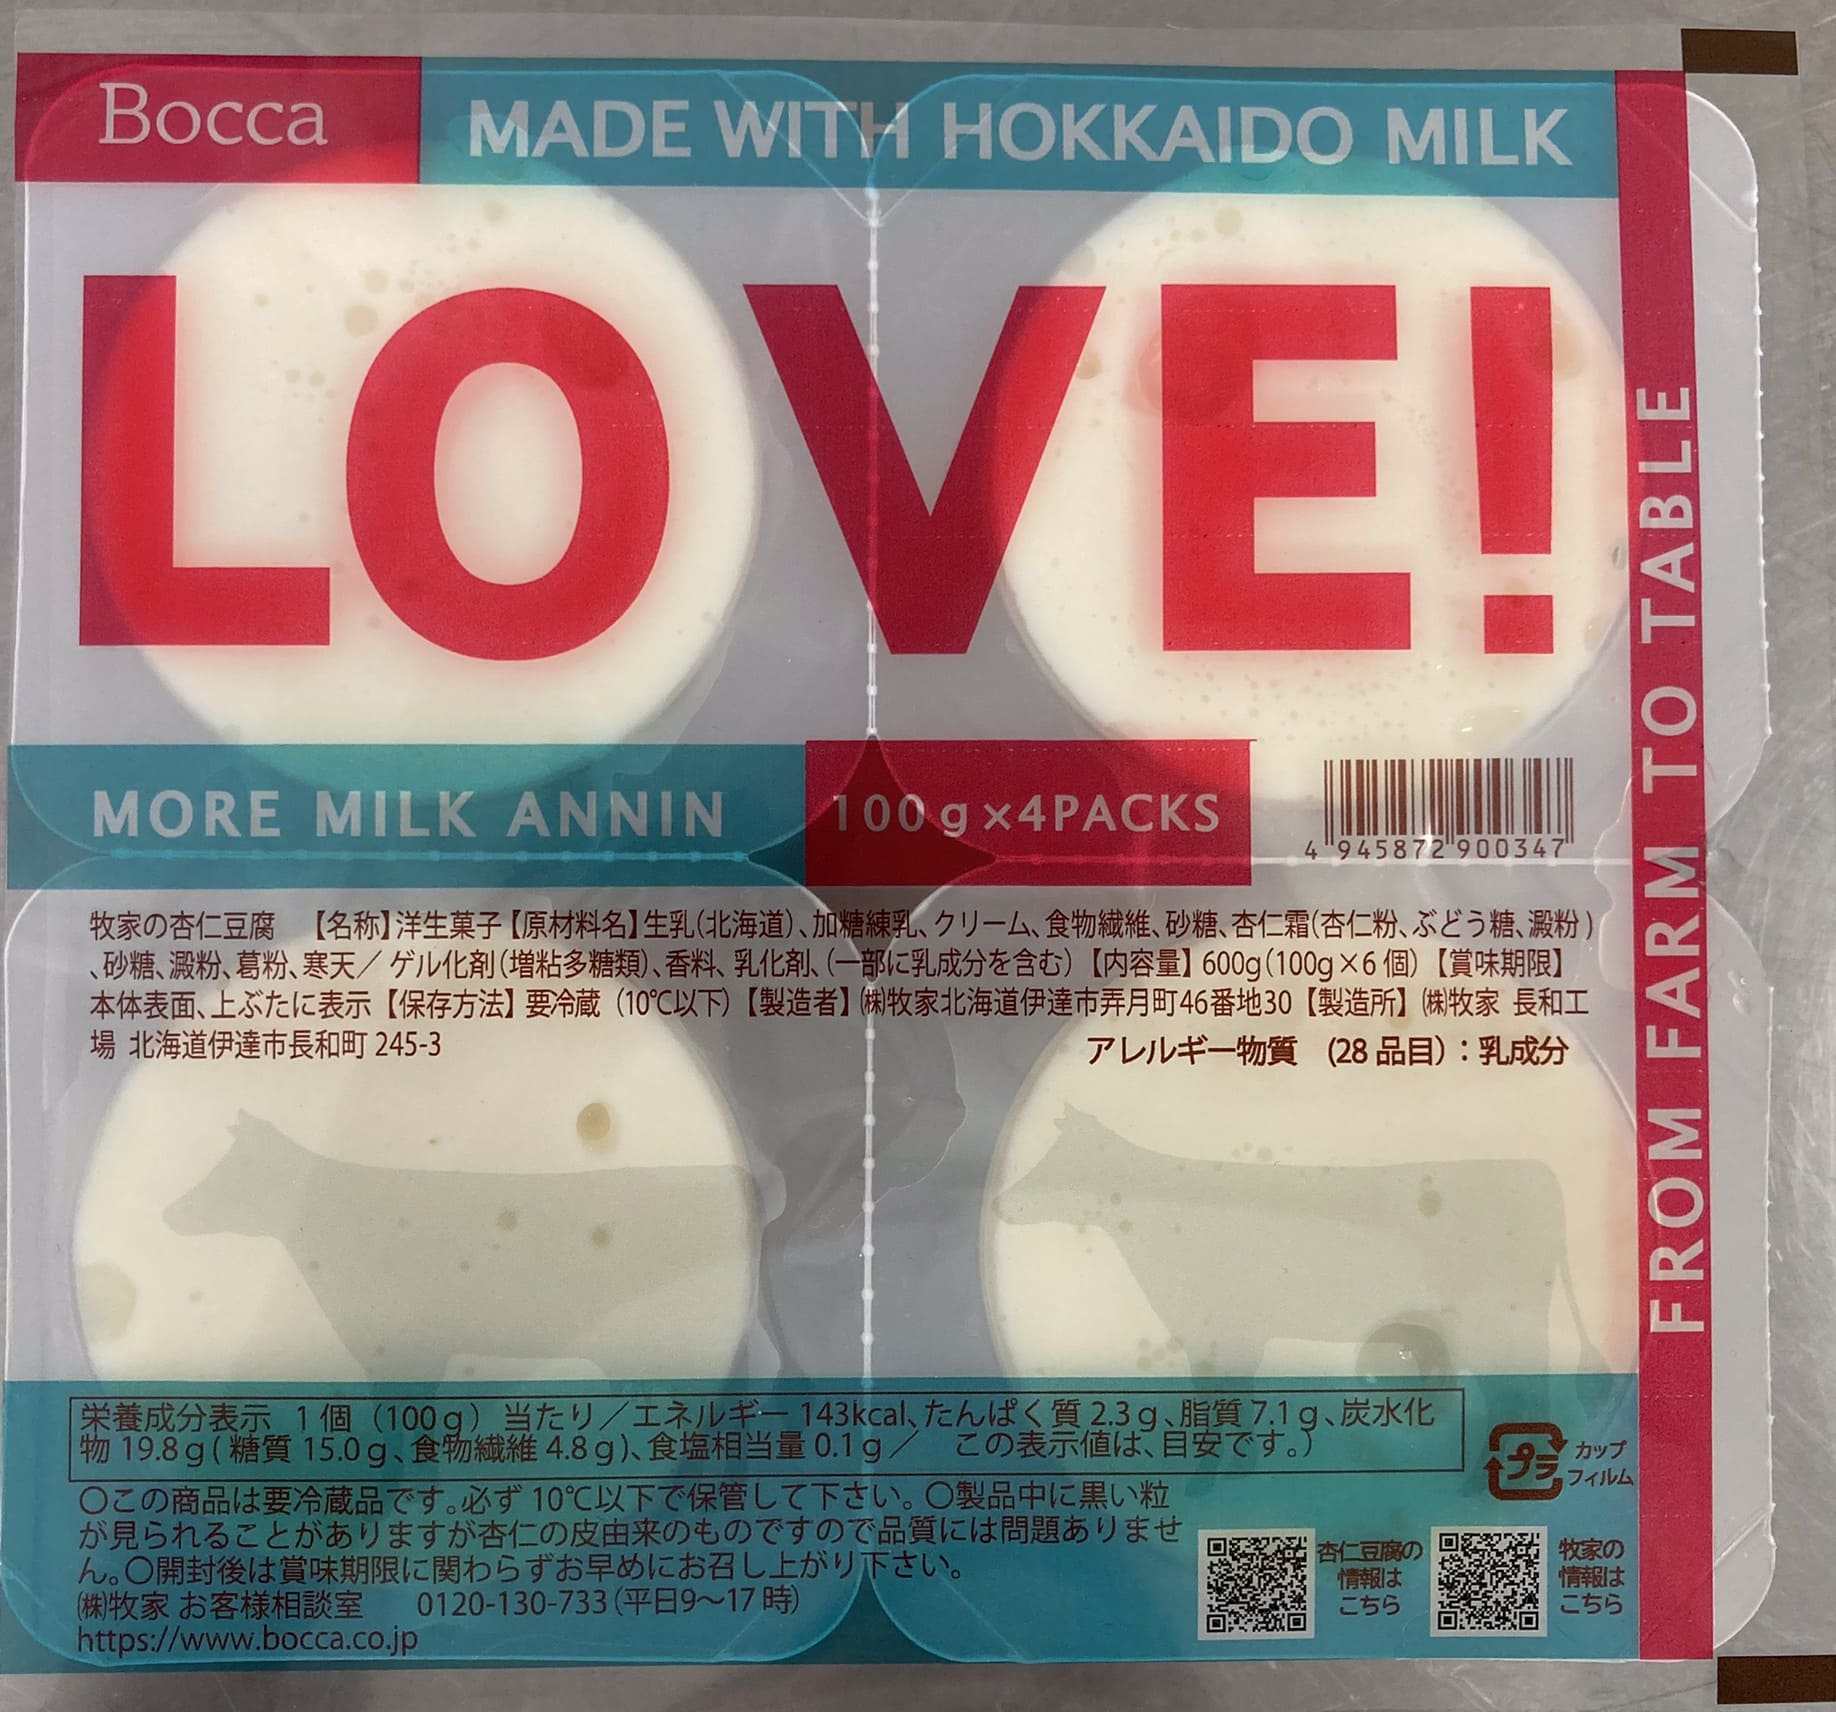 Bocca
MADE WITH HOKKAIDO MILK
LOVE!
FROM FARM TO TABLE
MORE MILK ANNIN
100g×4PACKS
4 945872 900347
牧家の杏仁豆腐 【名称】洋生菓子【原材料名】生乳(北海道)、加糖練乳、クリーム、食物繊維、砂糖、杏仁霜(杏仁粉、ぶどう糖、澱粉)
、砂糖、澱粉、葛粉、寒天／ゲル化剤(増粘多糖類)、香料、乳化剤、(一部に乳成分を含む)【内容量】600g(100g×6個)【賞味期限】
本体表面、上ぶたに表示【保存方法】要冷蔵（10℃以下)【製造者】㈱牧家北海道伊達市弄月町46番地30【製造所】㈱牧家 長和工
場 北海道伊達市長和町 245-3
アレルギー物質 (28品目)：乳成分
栄養成分表示 1個（100g）当たり／エネルギー 143kcal、たんぱく質 2.3g、脂質 7.1g、炭水化
物 19.8g(糖質 15.0g、食物繊維 4.8g)、食塩相当量 0.1g／ この表示値は、目安です。)
〇この商品は要冷蔵品です。必ず10℃以下で保管して下さい。〇製品中に黒い粒
が見られることがありますが杏仁の皮由来のものですので品質には問題ありませ
ん。〇開封後は賞味期限に関わらずお早めにお召し上がり下さい。
㈱牧家 お客様相談室 0120-130-733(平日9～17時)
https://www.bocca.co.jp
プラ
カップ
フィルム
杏仁豆腐の
情報は
こちら
牧家の
情報は
こちら